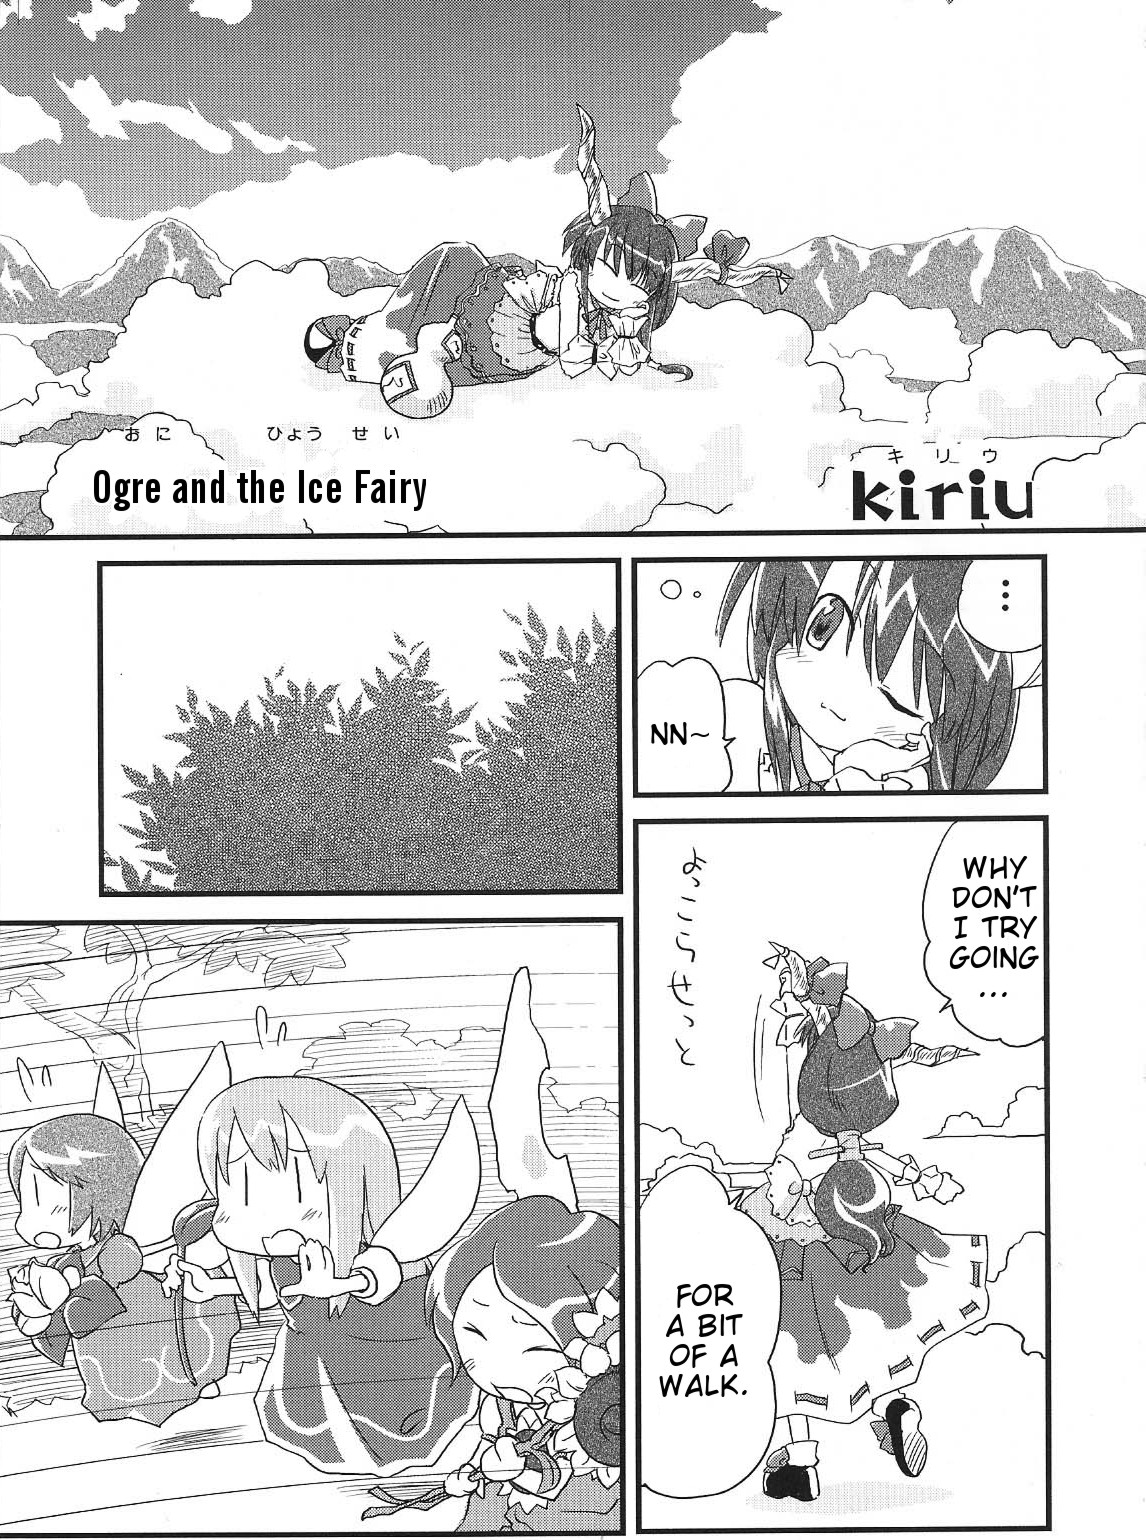 おに ひょう せい
Ogre and the Ice Fairy
キリウ
kiriu
...
NN~
WHY
DON'T
I TRY
GOING
...
よっこらせっと
FOR
A BIT
OF A
WALK.